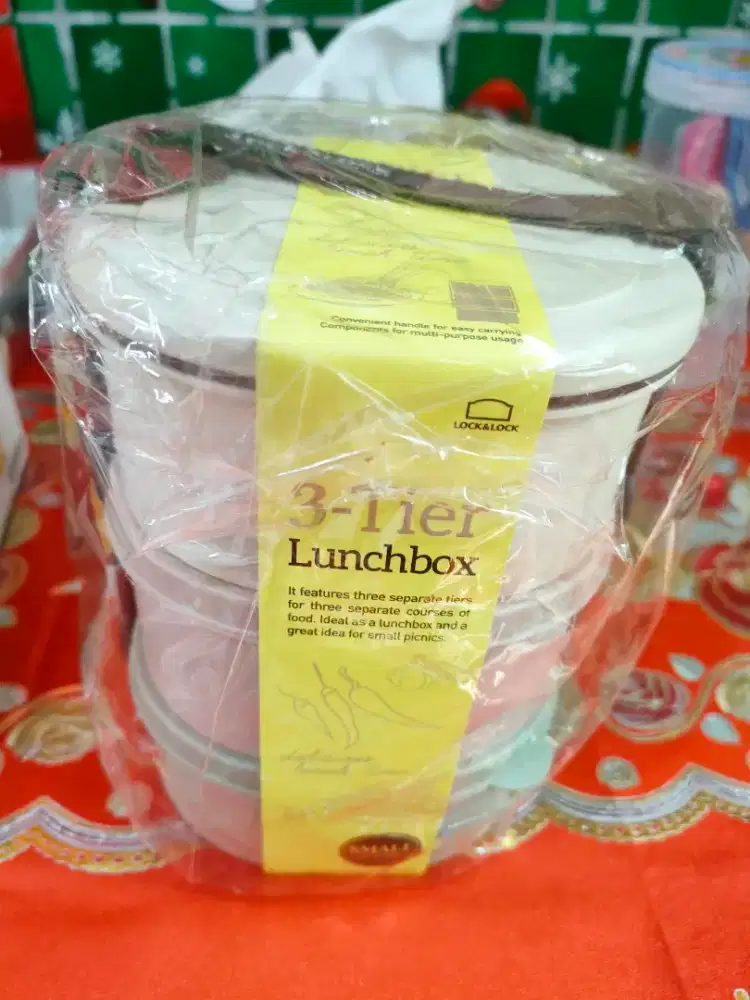 Convenient handle for easy carrying
Components for multi-purpose usage
LOCK&LOCK
3-Tier
Lunchbox
It features three separate tiers
for three separate courses of
food. Ideal as a lunchbox and a
great idea for small picnics.
SMALL